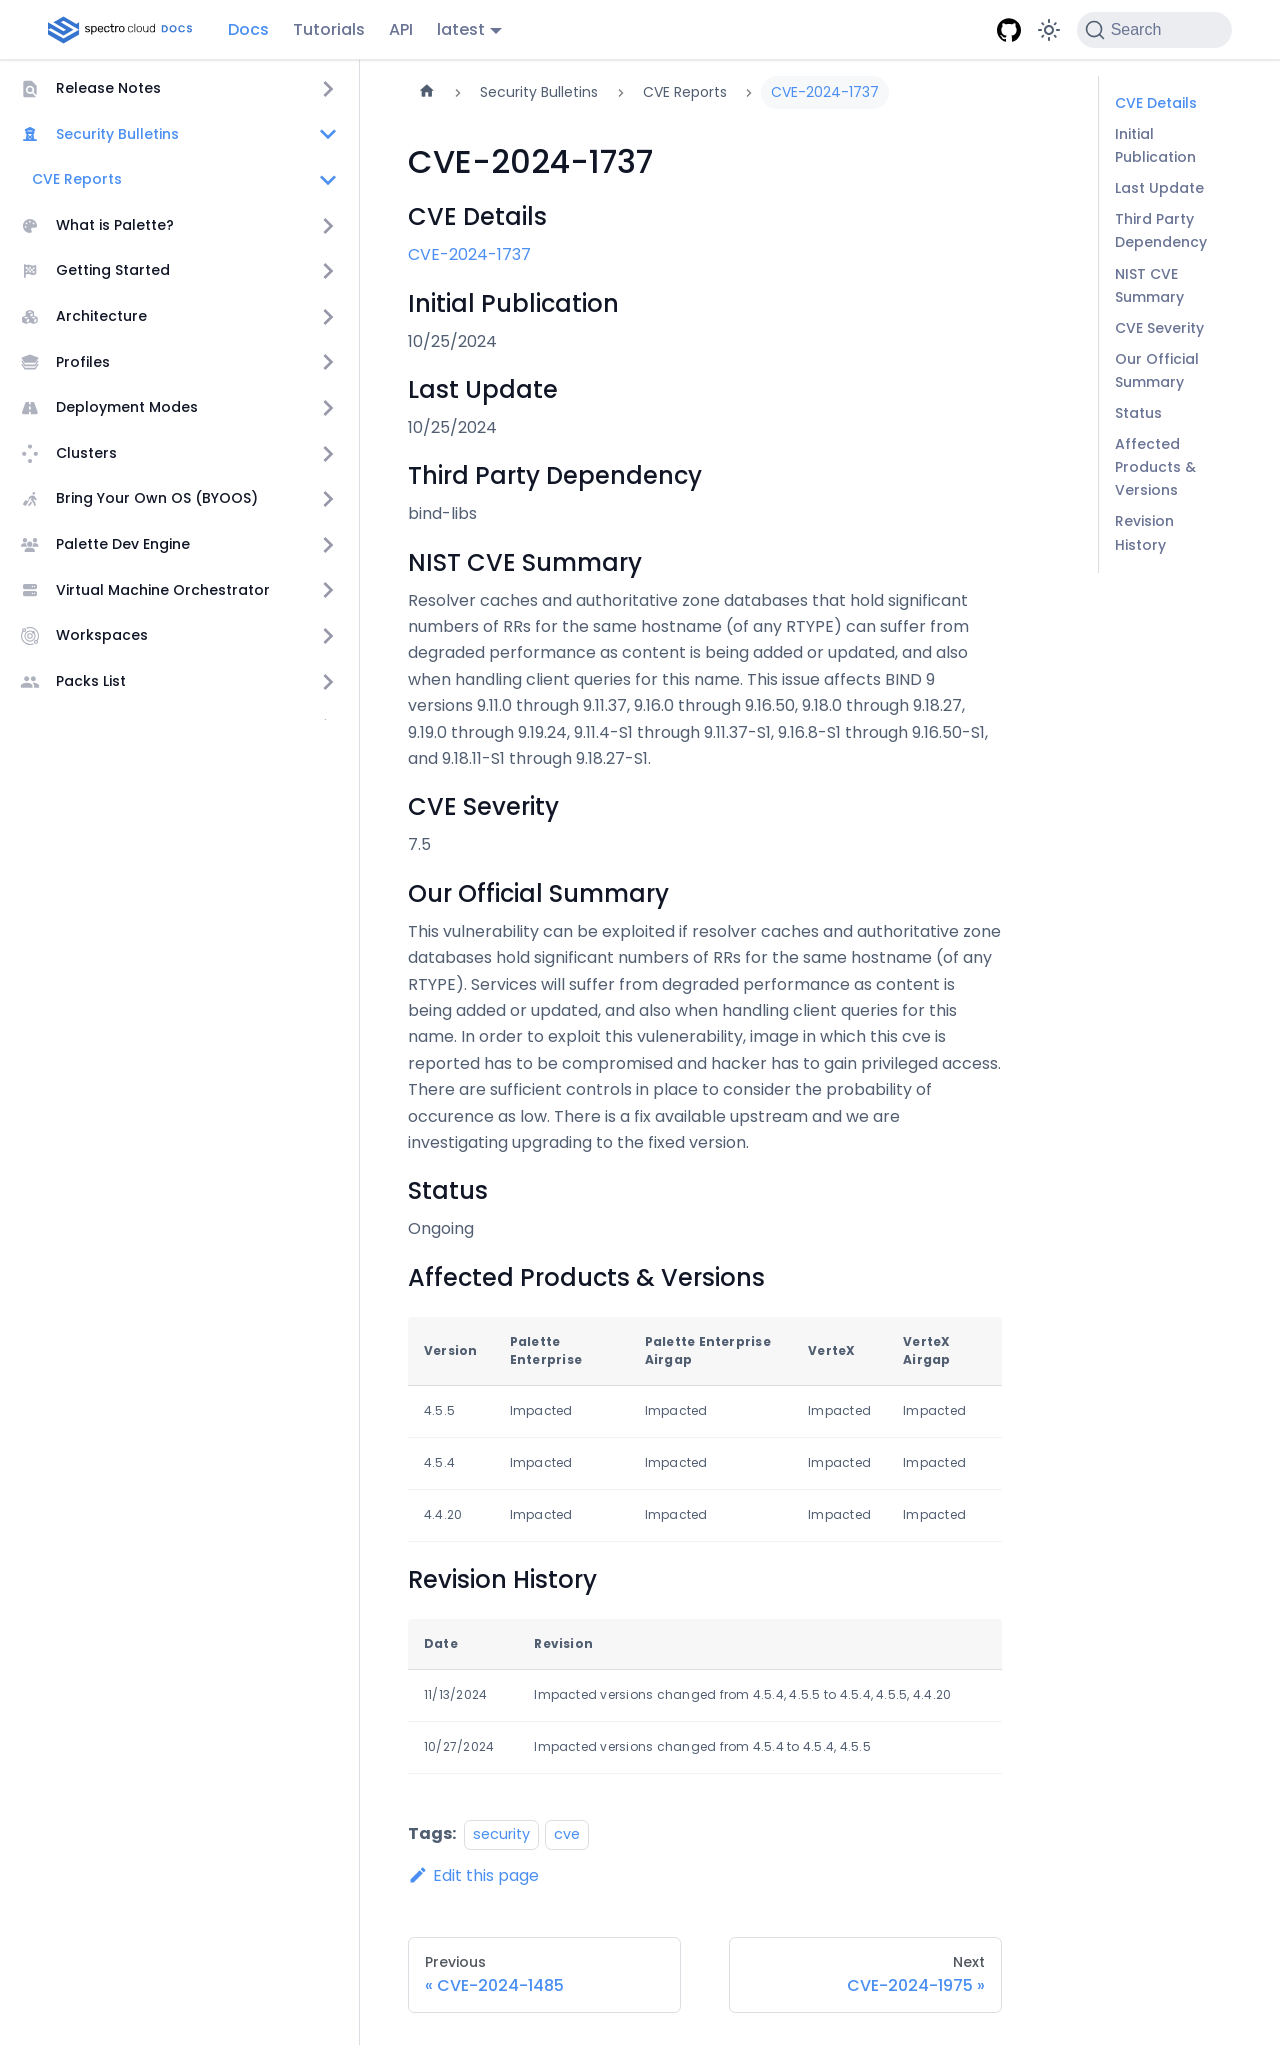 spectro cloud DOCS
Docs
Tutorials
API
latest
Search
Release Notes
Security Bulletins
CVE Reports
What is Palette?
Getting Started
Architecture
Profiles
Deployment Modes
Clusters
Bring Your Own OS (BYOOS)
Palette Dev Engine
Virtual Machine Orchestrator
Workspaces
Packs List
Security Bulletins
CVE Reports
CVE-2024-1737
CVE-2024-1737
CVE Details
CVE-2024-1737
Initial Publication
10/25/2024
Last Update
10/25/2024
Third Party Dependency
bind-libs
NIST CVE Summary
Resolver caches and authoritative zone databases that hold significant
numbers of RRs for the same hostname (of any RTYPE) can suffer from
degraded performance as content is being added or updated, and also
when handling client queries for this name. This issue affects BIND 9
versions 9.11.0 through 9.11.37, 9.16.0 through 9.16.50, 9.18.0 through 9.18.27,
9.19.0 through 9.19.24, 9.11.4-S1 through 9.11.37-S1, 9.16.8-S1 through 9.16.50-S1,
and 9.18.11-S1 through 9.18.27-S1.
CVE Severity
7.5
Our Official Summary
This vulnerability can be exploited if resolver caches and authoritative zone
databases hold significant numbers of RRs for the same hostname (of any
RTYPE). Services will suffer from degraded performance as content is
being added or updated, and also when handling client queries for this
name. In order to exploit this vulenerability, image in which this cve is
reported has to be compromised and hacker has to gain privileged access.
There are sufficient controls in place to consider the probability of
occurence as low. There is a fix available upstream and we are
investigating upgrading to the fixed version.
Status
Ongoing
Affected Products & Versions
Version Palette Enterprise Palette Enterprise Airgap VerteX VerteX Airgap
4.5.5 Impacted Impacted Impacted Impacted
4.5.4 Impacted Impacted Impacted Impacted
4.4.20 Impacted Impacted Impacted Impacted
Revision History
Date Revision
11/13/2024 Impacted versions changed from 4.5.4, 4.5.5 to 4.5.4, 4.5.5, 4.4.20
10/27/2024 Impacted versions changed from 4.5.4 to 4.5.4, 4.5.5
Tags: security cve
Edit this page
Previous
« CVE-2024-1485
Next
CVE-2024-1975 »
CVE Details
Initial
Publication
Last Update
Third Party
Dependency
NIST CVE
Summary
CVE Severity
Our Official
Summary
Status
Affected
Products &
Versions
Revision
History